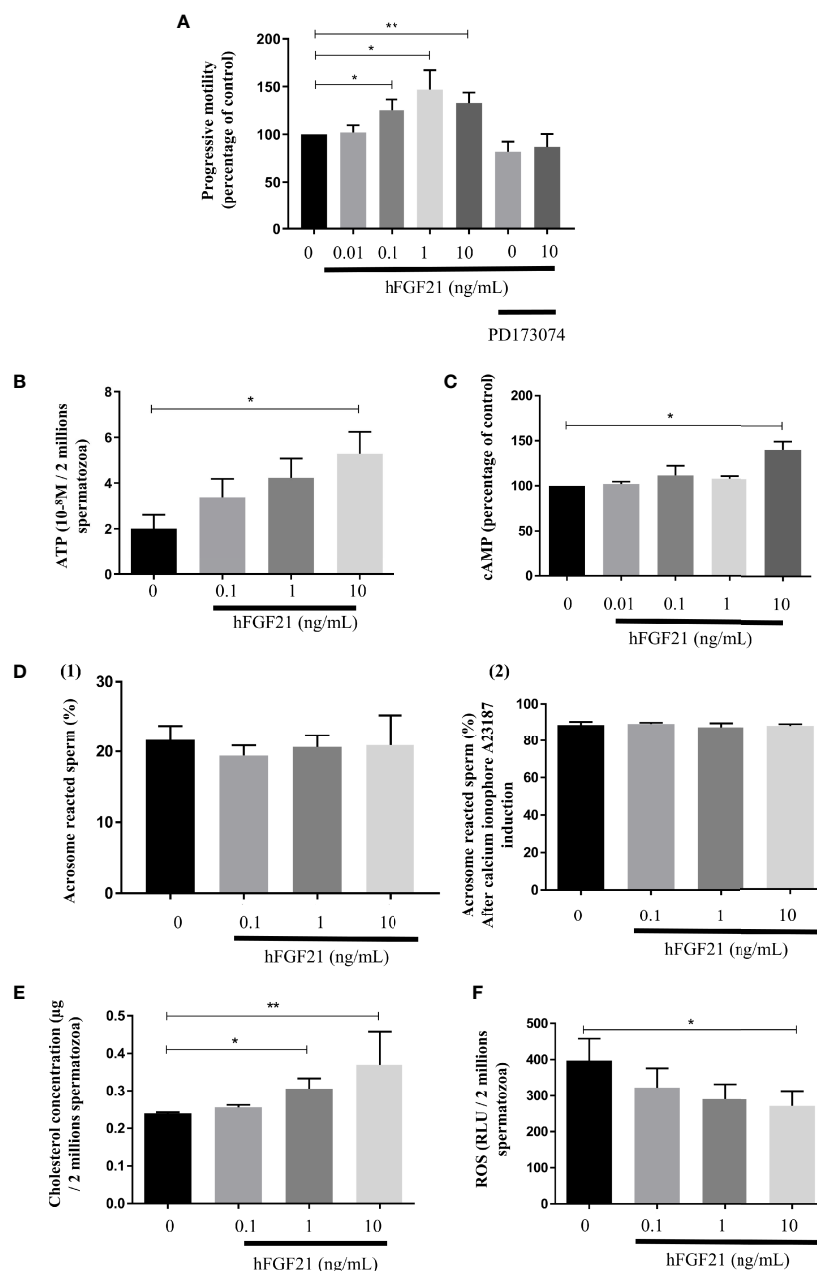 A
Progressive motility
(percentage of control)
200
150
100
50
0
*
*
**
0 0.01 0.1 1 10 0 10
hFGF21 (ng/mL)
PD173074
B
ATP (10-⁸M / 2 millions
spermatozoa)
8
6
4
2
0
*
0 0.1 1 10
hFGF21 (ng/mL)
C
cAMP (percentage of control)
200
150
100
50
0
*
0 0.01 0.1 1 10
hFGF21 (ng/mL)
D
(1)
Acrosome reacted sperm (%)
30
20
10
0
0 0.1 1 10
hFGF21 (ng/mL)
(2)
Acrosome reacted sperm (%)
After calcium ionophore A23187
induction
100
80
60
40
20
0
0 0.1 1 10
hFGF21 (ng/mL)
E
Cholesterol concentration (µg
/ 2 millions spermatozoa)
0.5
0.4
0.3
0.2
0.1
0.0
**
*
0 0.1 1 10
hFGF21 (ng/mL)
F
ROS (RLU / 2 millions
spermatozoa)
500
400
300
200
100
0
*
0 0.1 1 10
hFGF21 (ng/mL)